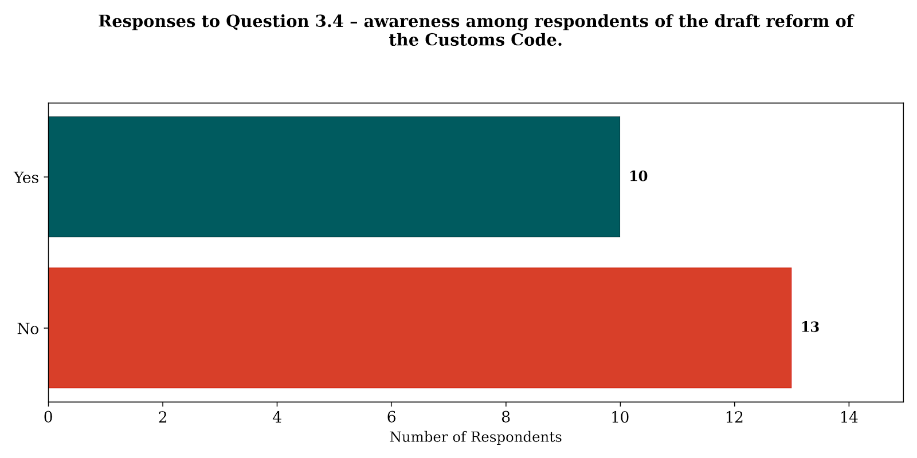 Responses to Question 3.4 – awareness among respondents of the draft reform of
the Customs Code.
Yes
10
No
13
0 2 4 6 8 10 12 14
Number of Respondents